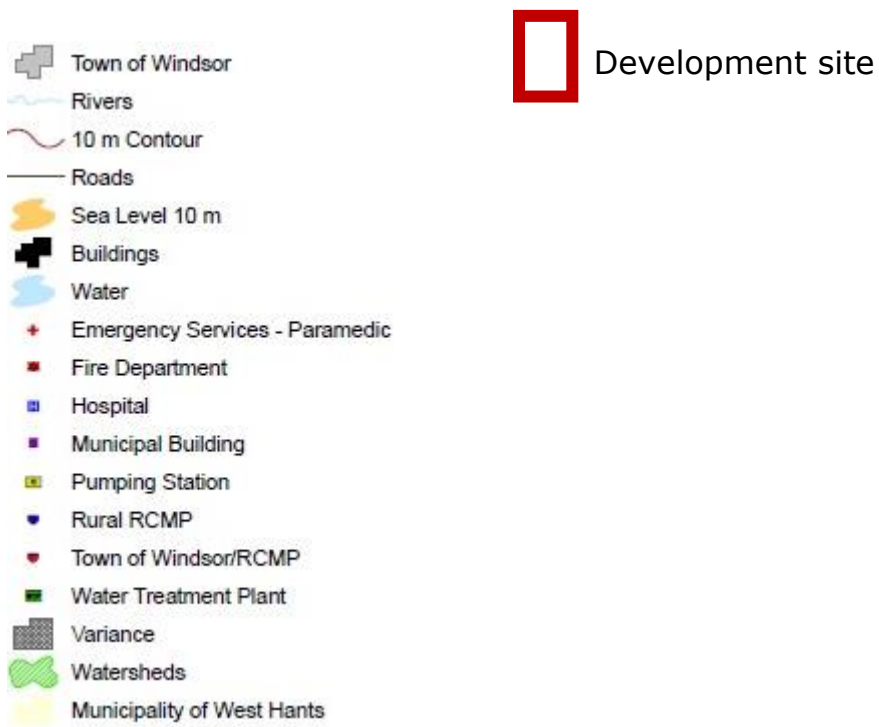 Town of Windsor
Rivers
10 m Contour
Roads
Sea Level 10 m
Buildings
Water
Emergency Services - Paramedic
Fire Department
H Hospital
Municipal Building
Pumping Station
Rural RCMP
Town of Windsor/RCMP
Water Treatment Plant
Variance
Watersheds
Municipality of West Hants
Development site